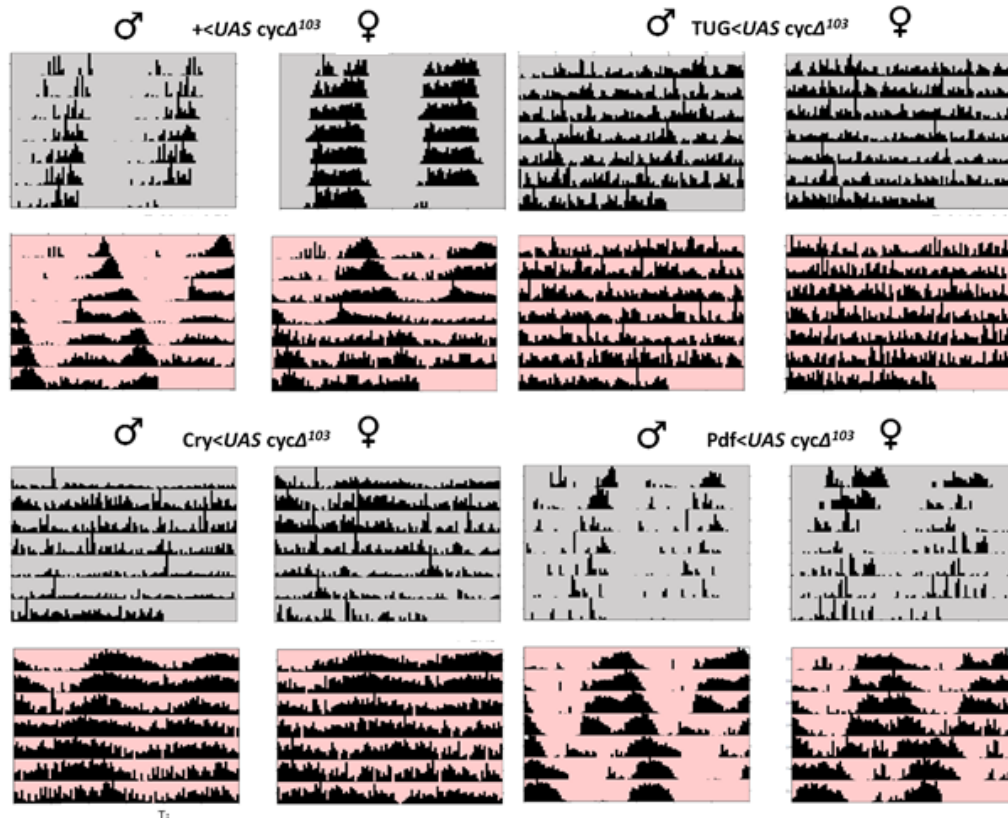 ♂ +<UAS cycΔ¹⁰³ ♀
♂ TUG<UAS cycΔ¹⁰³ ♀
♂ Cry<UAS cycΔ¹⁰³ ♀
♂ Pdf<UAS cycΔ¹⁰³ ♀